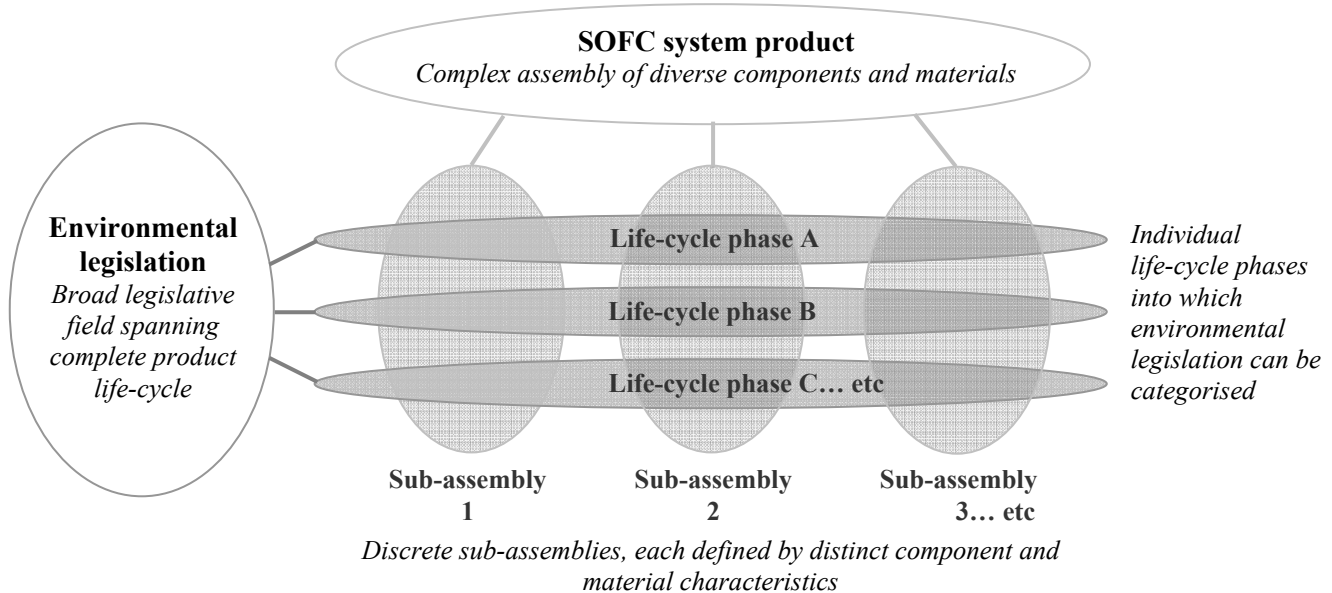 SOFC system product
Complex assembly of diverse components and materials
Environmental
legislation
Broad legislative
field spanning
complete product
life-cycle
Life-cycle phase A
Life-cycle phase B
Life-cycle phase C… etc
Individual
life-cycle phases
into which
environmental
legislation can be
categorised
Sub-assembly
1
Sub-assembly
2
Sub-assembly
3… etc
Discrete sub-assemblies, each defined by distinct component and
material characteristics